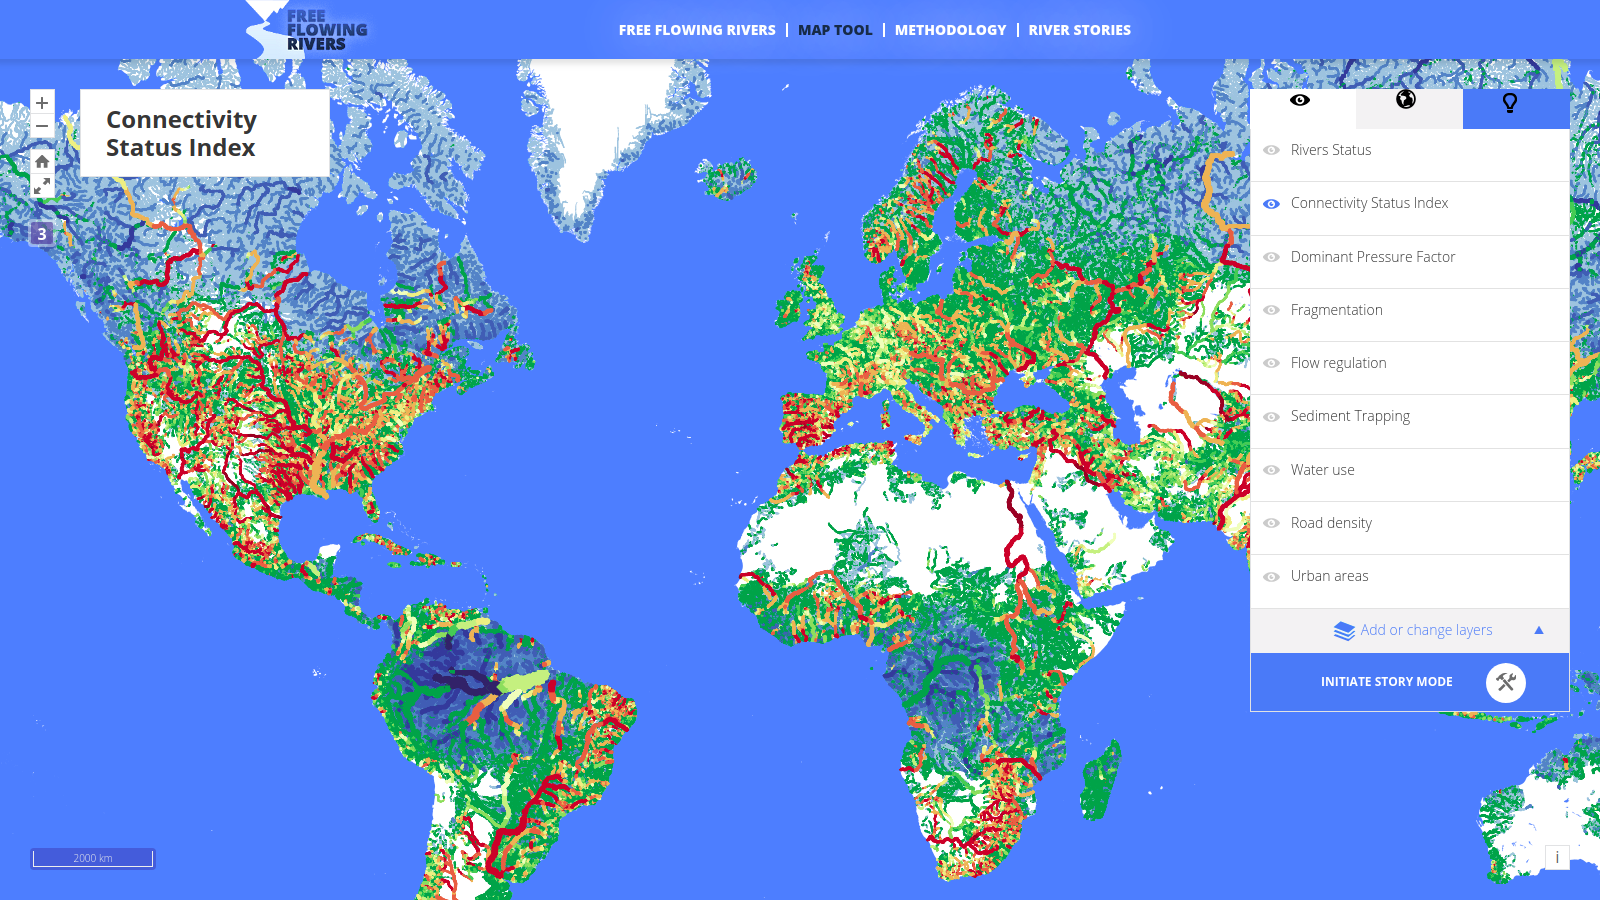 FREE
FLOWING
RIVERS
FREE FLOWING RIVERS
MAP TOOL
METHODOLOGY
RIVER STORIES
+
−
3
Connectivity
Status Index
Rivers Status
Connectivity Status Index
Dominant Pressure Factor
Fragmentation
Flow regulation
Sediment Trapping
Water use
Road density
Urban areas
Add or change layers
INITIATE STORY MODE
2000 km
i